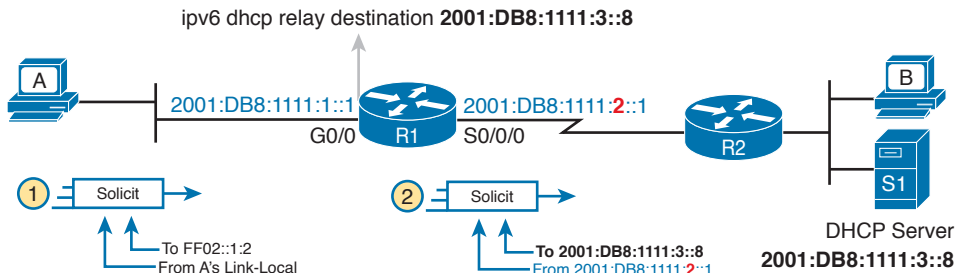 ipv6 dhcp relay destination 2001:DB8:1111:3::8
A
2001:DB8:1111:1::1
G0/0
R1
2001:DB8:1111:2::1
S0/0/0
R2
B
S1
1
Solicit
To FF02::1:2
From A's Link-Local
2
Solicit
To 2001:DB8:1111:3::8
From 2001:DB8:1111:2::1
DHCP Server
2001:DB8:1111:3::8